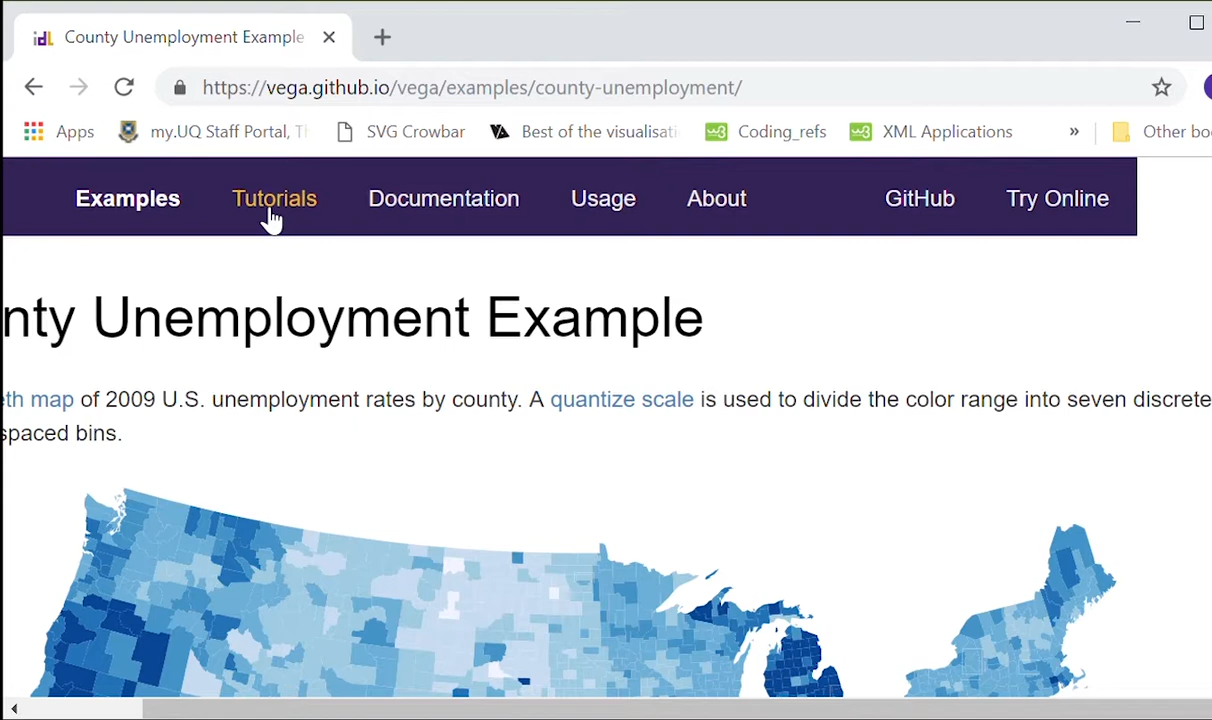 idl County Unemployment Example
https://vega.github.io/vega/examples/county-unemployment/
Apps my.UQ Staff Portal, SVG Crowbar Best of the visualisati Coding_refs XML Applications » Other bo
Examples Tutorials Documentation Usage About GitHub Try Online
nty Unemployment Example
eth map of 2009 U.S. unemployment rates by county. A quantize scale is used to divide the color range into seven discrete
spaced bins.